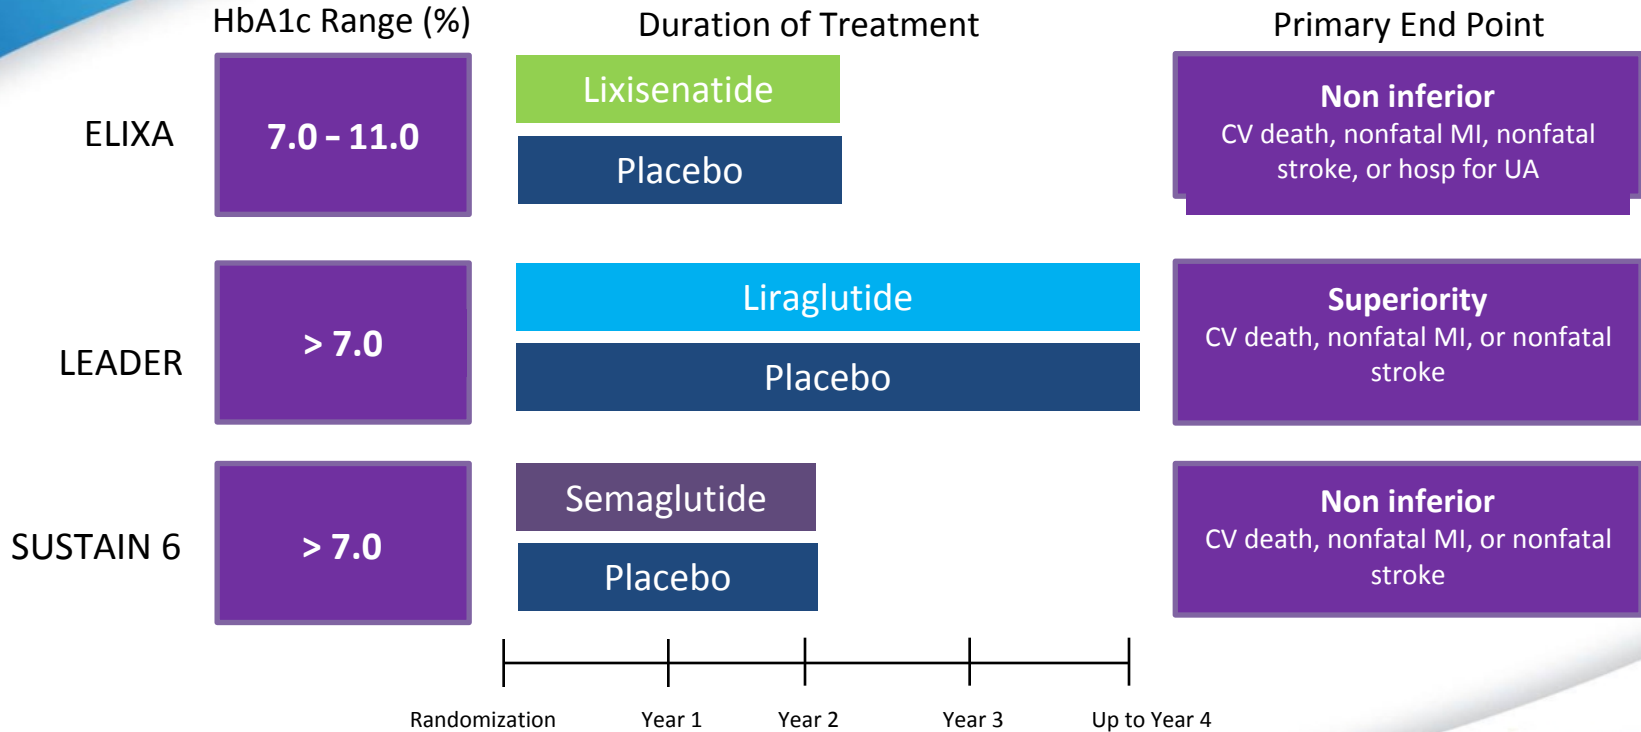 HbA1c Range (%)
Duration of Treatment
Primary End Point
ELIXA
7.0 – 11.0
Lixisenatide
Placebo
Non inferior
CV death, nonfatal MI, nonfatal
stroke, or hosp for UA
LEADER
> 7.0
Liraglutide
Placebo
Superiority
CV death, nonfatal MI, or nonfatal
stroke
SUSTAIN 6
> 7.0
Semaglutide
Placebo
Non inferior
CV death, nonfatal MI, or nonfatal
stroke
Randomization
Year 1
Year 2
Year 3
Up to Year 4